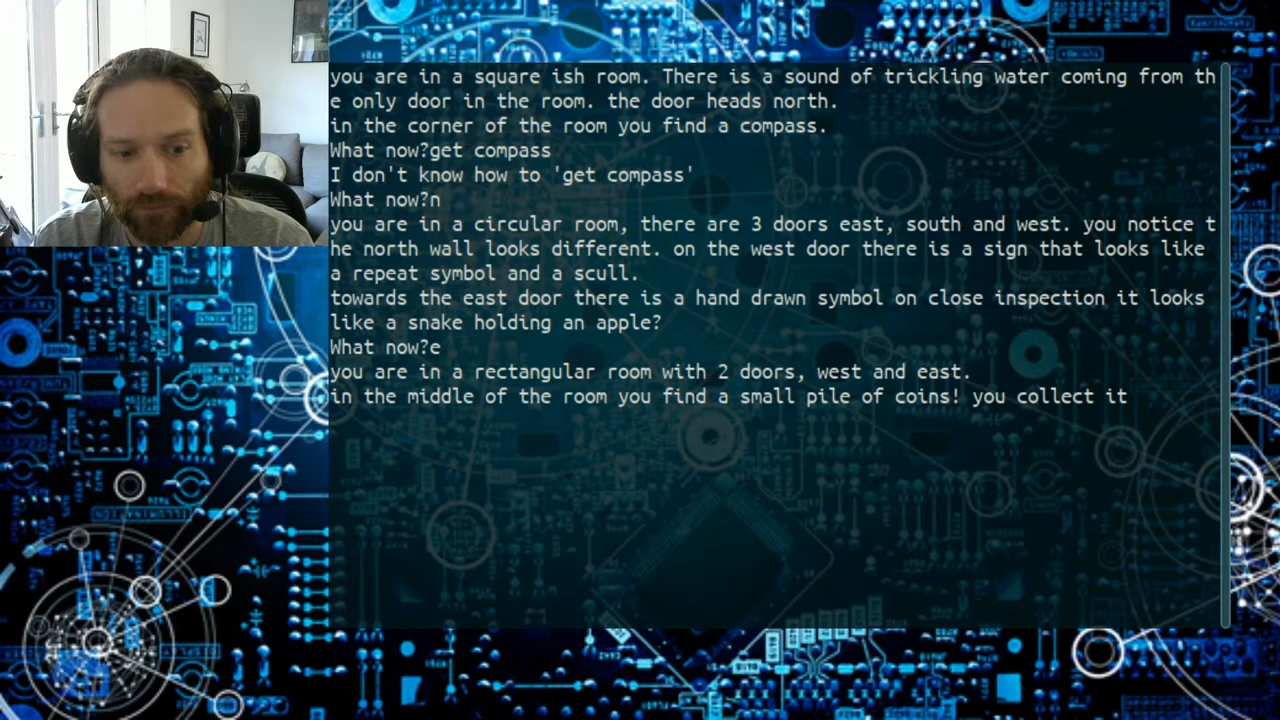 you are in a square ish room. There is a sound of trickling water coming from th
e only door in the room. the door heads north.
in the corner of the room you find a compass.
What now?get compass
I don't know how to 'get compass'
What now?n
you are in a circular room, there are 3 doors east, south and west. you notice t
he north wall looks different. on the west door there is a sign that looks like
a repeat symbol and a scull.
towards the east door there is a hand drawn symbol on close inspection it looks
like a snake holding an apple?
What now?e
you are in a rectangular room with 2 doors, west and east.
in the middle of the room you find a small pile of coins! you collect it